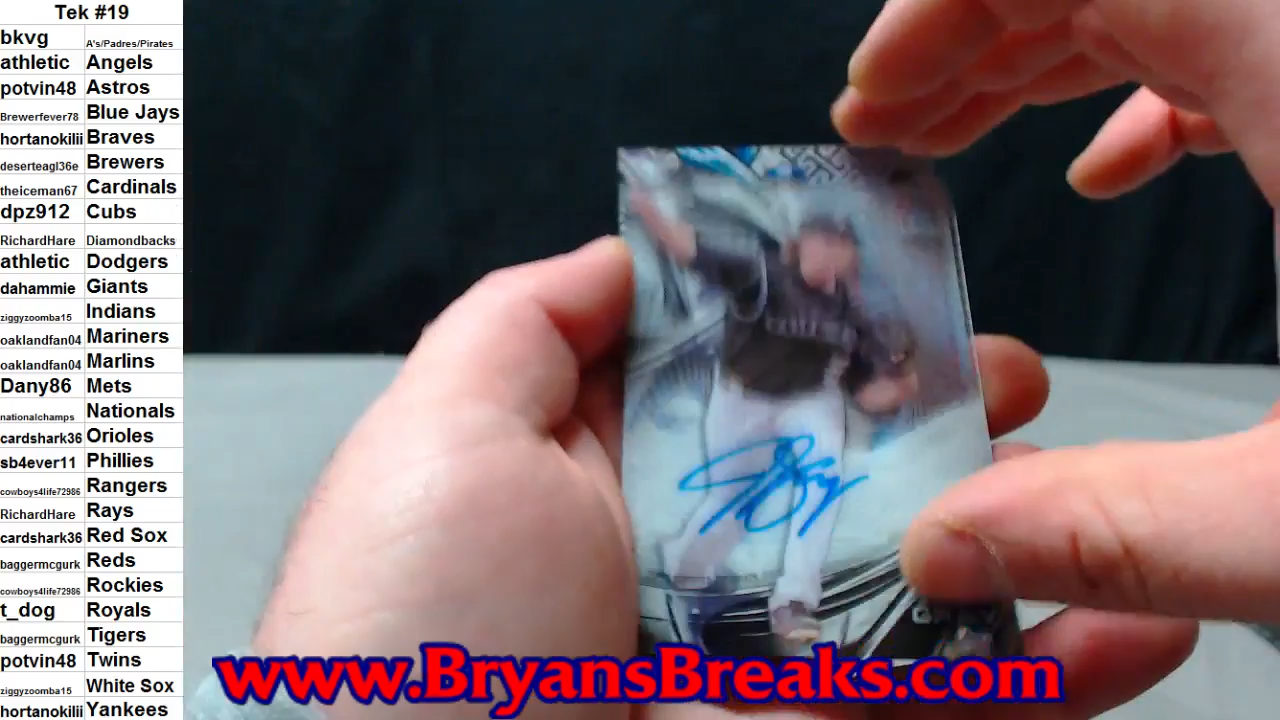 Tek #19
bkvg A's/Padres/Pirates
athletic Angels
potvin48 Astros
Brewerfever78 Blue Jays
hortanokilii Braves
deserteagl36e Brewers
theiceman67 Cardinals
dpz912 Cubs
RichardHare Diamondbacks
athletic Dodgers
dahammie Giants
ziggyzoomba15 Indians
oaklandfan04 Mariners
oaklandfan04 Marlins
Dany86 Mets
nationalchamps Nationals
cardshark36 Orioles
sb4ever11 Phillies
cowboys4life72986 Rangers
RichardHare Rays
cardshark36 Red Sox
baggermcgurk Reds
cowboys4life72986 Rockies
t_dog Royals
baggermcgurk Tigers
potvin48 Twins
ziggyzoomba15 White Sox
hortanokilii Yankees
www.BryansBreaks.com